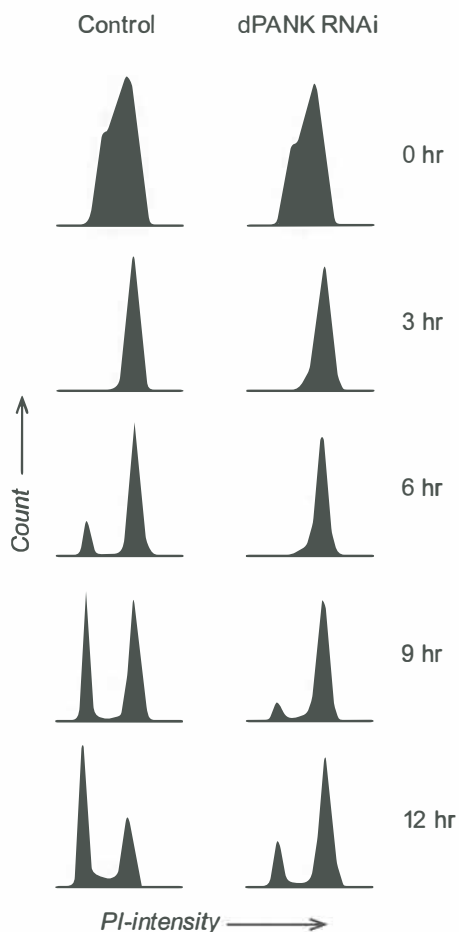 Control dPANK RNAi
0 hr
3 hr
6 hr
9 hr
12 hr
Count
PI-intensity